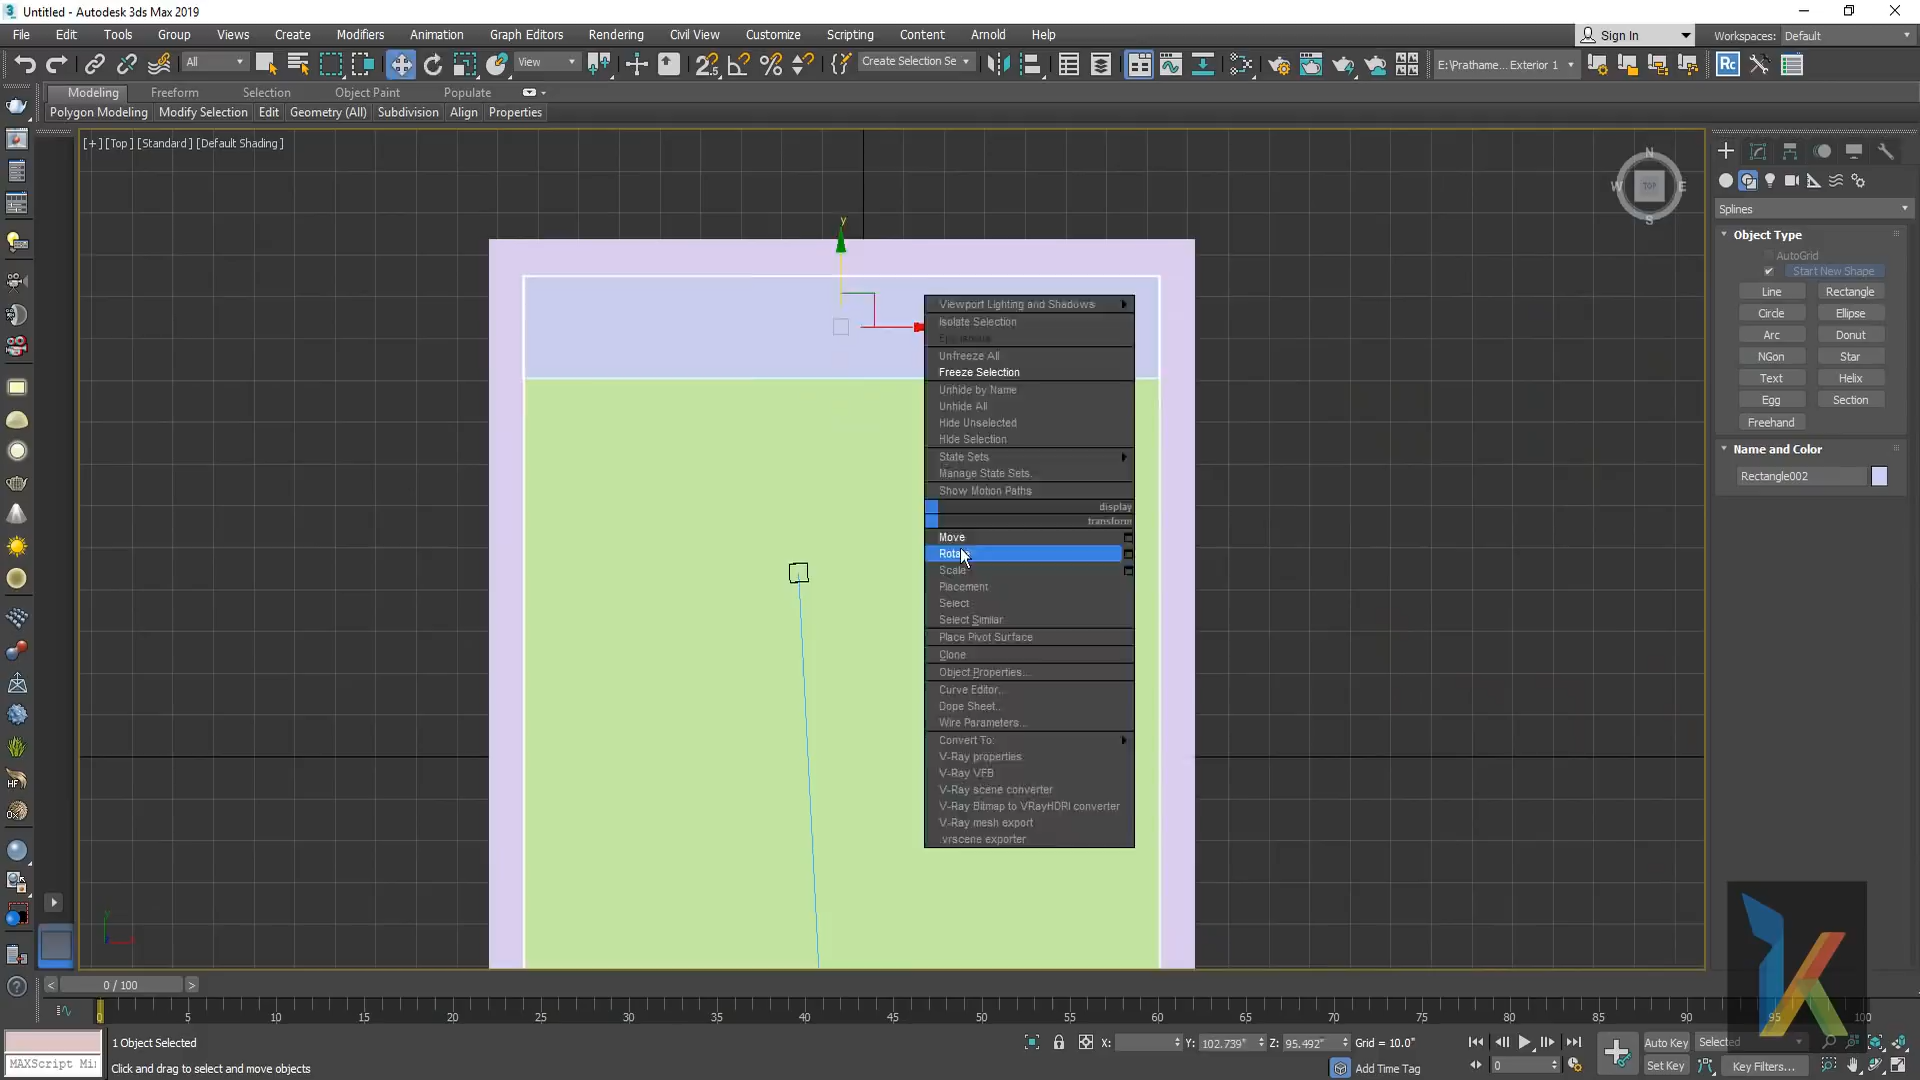 Untitled - Autodesk 3ds Max 2019
File Edit Tools Group Views Create Modifiers Animation Graph Editors Rendering Civil View Customize Scripting Content Arnold Help
Sign In Workspaces: Default
All View Create Selection Se E:\Prathame... Exterior 1
Modeling Freeform Selection Object Paint Populate
Polygon Modeling Modify Selection Edit Geometry (All) Subdivision Align Properties
[+] [Top] [Standard] [Default Shading]
N
W TOP E
S
y
Splines
Object Type
AutoGrid
Start New Shape
Line Rectangle
Circle Ellipse
Arc Donut
NGon Star
Text Helix
Egg Section
Freehand
Name and Color
Rectangle002
Viewport Lighting and Shadows
Isolate Selection
Unfreeze All
Freeze Selection
Unhide by Name
Unhide All
Hide Unselected
Hide Selection
State Sets
Manage State Sets...
Show Motion Paths
display
transform
Move
Rotate
Scale
Placement
Select
Select Similar
Place Pivot Surface
Clone
Object Properties...
Curve Editor...
Dope Sheet...
Wire Parameters...
Convert To:
V-Ray properties
V-Ray VFB
V-Ray scene converter
V-Ray Bitmap to VRayHDRI converter
V-Ray mesh export
.vrscene exporter
< 0 / 100 >
0 5 10 15 20 25 30 35 40 45 50 55 60 65 70 75 80 85 90 95 100
1 Object Selected X: Y: 102.739" Z: 95.492" Grid = 10.0" Auto Key Selected
MAXScript Mi Click and drag to select and move objects Add Time Tag 0 Set Key Key Filters...